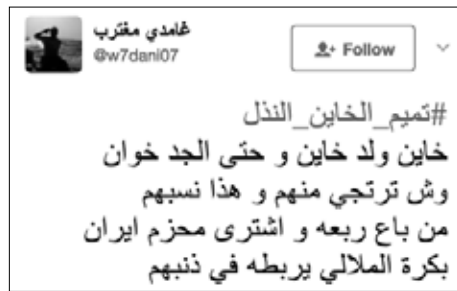 غامدي مغترب
@w7dani07
Follow
#تميم_الخاين_النذل
خاين ولد خاين و حتى الجد خوان
وش ترتجي منهم و هذا نسبهم
من باع ربعه و اشترى محزم ايران
بكرة الملالي يربطه في ذنبهم